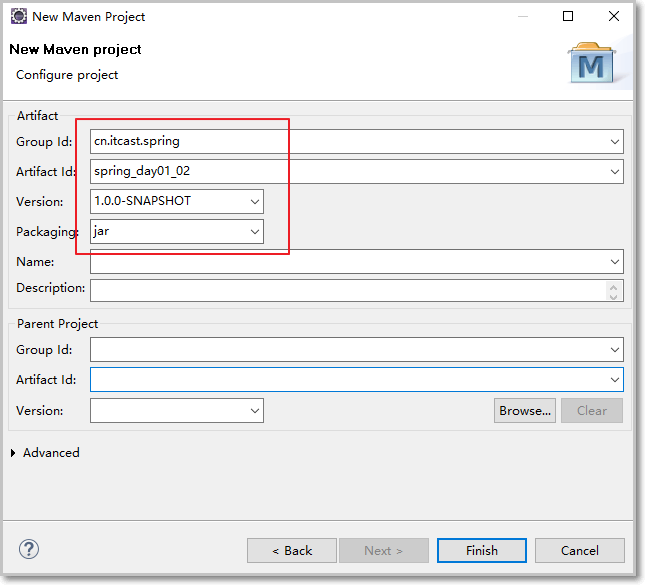 New Maven Project
New Maven project
Configure project
M
Artifact
Group Id: cn.itcast.spring
Artifact Id: spring_day01_02
Version: 1.0.0-SNAPSHOT
Packaging: jar
Name:
Description:
Parent Project
Group Id:
Artifact Id:
Version: Browse... Clear
Advanced
? < Back Next > Finish Cancel